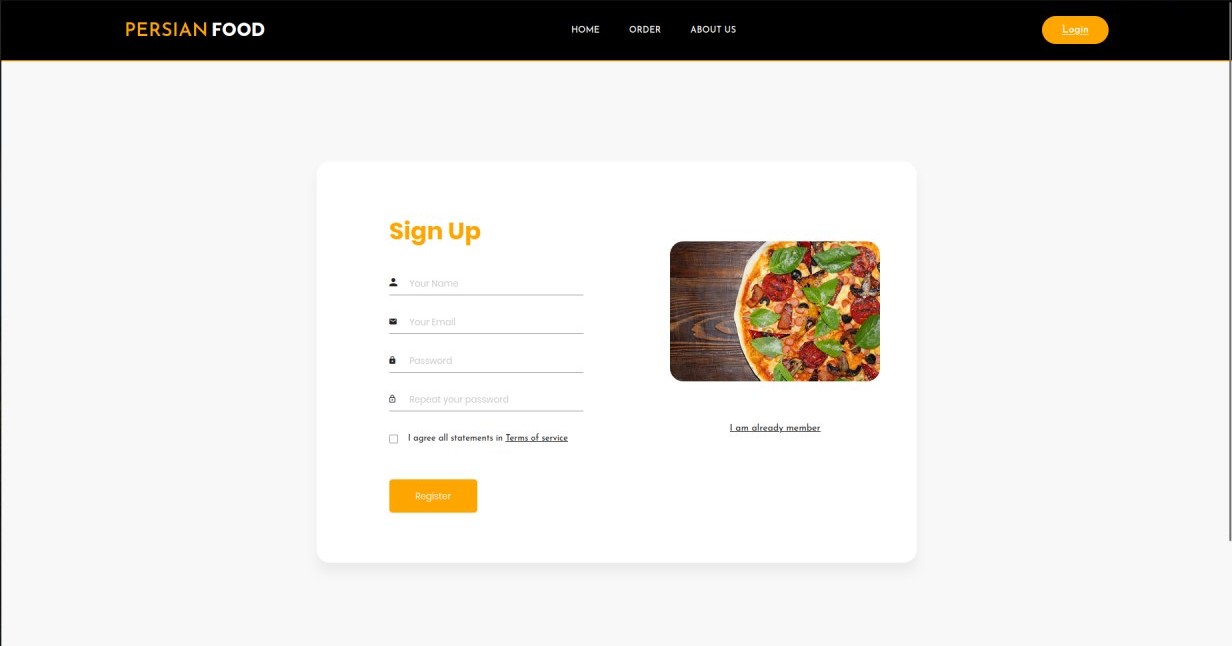 PERSIAN FOOD
HOME ORDER ABOUT US
Login
Sign Up
Your Name
Your Email
Password
Repeat your password
I agree all statements in Terms of service
Register
I am already member